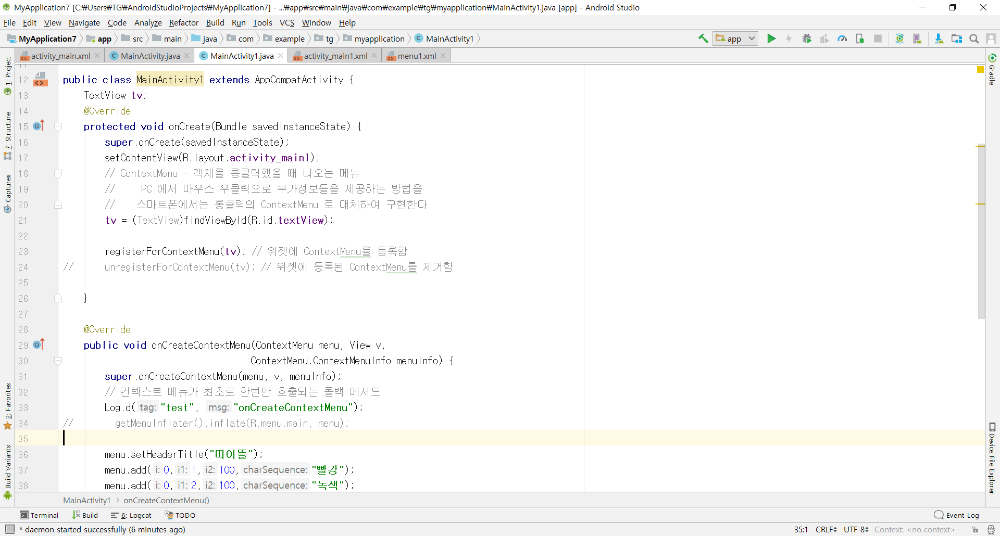 MyApplication7 [C:₩Users₩TG₩AndroidStudioProjects₩MyApplication7] - ...₩app₩src₩main₩java₩com₩example₩tg₩myapplication₩MainActivity1.java [app] - Android Studio
File Edit View Navigate Code Analyze Refactor Build Run Tools VCS Window Help
MyApplication7 app src main java com example tg myapplication MainActivity1 app
activity_main.xml MainActivity.java MainActivity1.java activity_main1.xml menu1.xml
1: Project
7: Structure
Captures
2: Favorites
Build Variants
Gradle
Device File Explorer
11
12 public class MainActivity1 extends AppCompatActivity {
13 TextView tv;
14 @Override
15 protected void onCreate(Bundle savedInstanceState) {
16 super.onCreate(savedInstanceState);
17 setContentView(R.layout.activity_main1);
18 // ContextMenu - 객체를 롱클릭했을 때 나오는 메뉴
19 // PC 에서 마우스 우클릭으로 부가정보들을 제공하는 방법을
20 // 스마트폰에서는 롱클릭의 ContextMenu 로 대체하여 구현한다
21 tv = (TextView)findViewById(R.id.textView);
22
23 registerForContextMenu(tv); // 위젯에 ContextMenu를 등록함
24 // unregisterForContextMenu(tv); // 위젯에 등록된 ContextMenu를 제거함
25
26 }
27
28 @Override
29 public void onCreateContextMenu(ContextMenu menu, View v,
30 ContextMenu.ContextMenuInfo menuInfo) {
31 super.onCreateContextMenu(menu, v, menuInfo);
32 // 컨텍스트 메뉴가 최초로 한번만 호출되는 콜백 메서드
33 Log.d( tag: "test", msg: "onCreateContextMenu");
34 // getMenuInflater().inflate(R.menu.main, menu);
35
36 menu.setHeaderTitle("따이뜰");
37 menu.add( i: 0, i1: 1, i2: 100, charSequence: "빨강");
38 menu.add( i: 0, i1: 2, i2: 100, charSequence: "녹색");
MainActivity1 › onCreateContextMenu()
Terminal Build 6: Logcat TODO Event Log
* daemon started successfully (6 minutes ago) 35:1 CRLF UTF-8 Context: <no context>